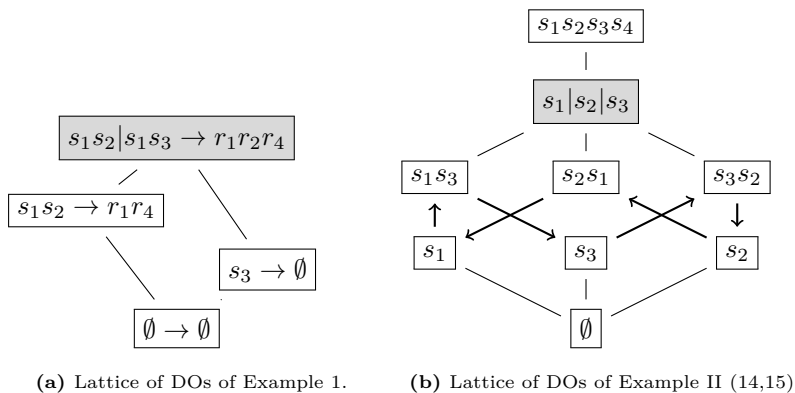 s₁s₂|s₁s₃ → r₁r₂r₄
s₁s₂ → r₁r₄
s₃ → ∅
∅ → ∅
(a) Lattice of DOs of Example 1.
s₁s₂s₃s₄
s₁|s₂|s₃
s₁s₃ s₂s₁ s₃s₂
s₁ s₃ s₂
∅
(b) Lattice of DOs of Example II (14,15)